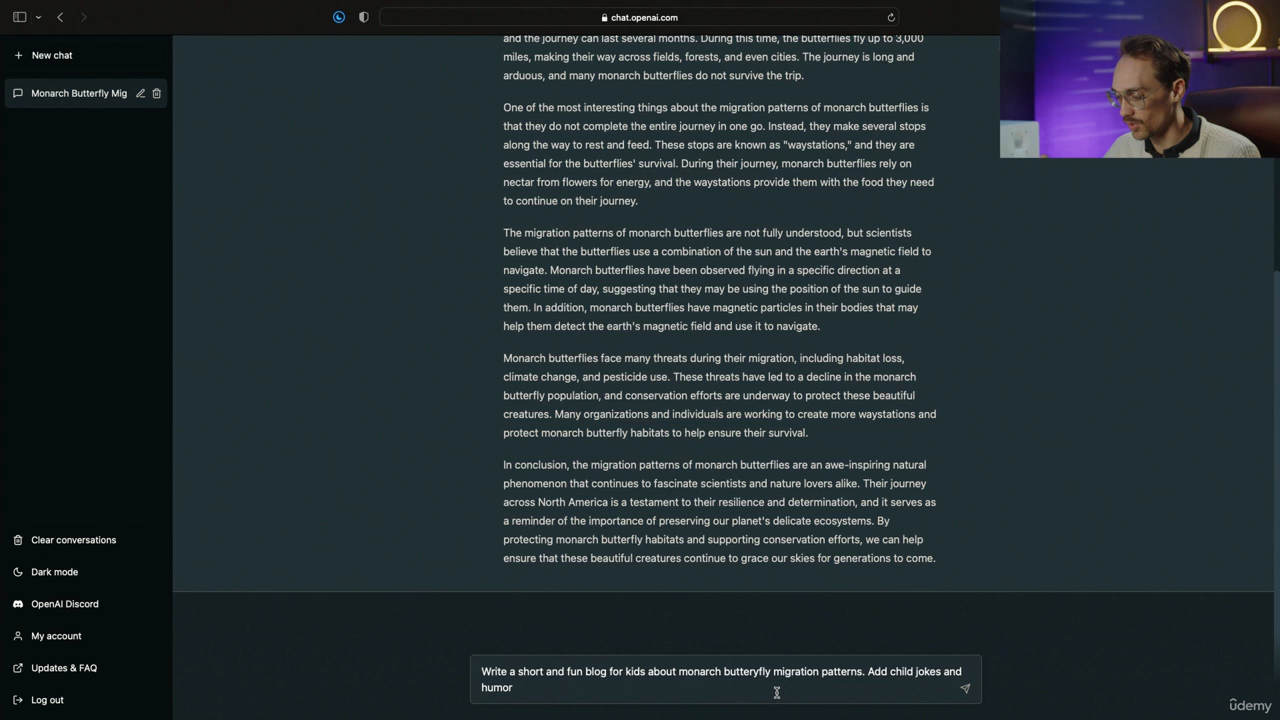 chat.openai.com
New chat
Monarch Butterfly Mig
and the journey can last several months. During this time, the butterflies fly up to 3,000
miles, making their way across fields, forests, and even cities. The journey is long and
arduous, and many monarch butterflies do not survive the trip.
One of the most interesting things about the migration patterns of monarch butterflies is
that they do not complete the entire journey in one go. Instead, they make several stops
along the way to rest and feed. These stops are known as "waystations," and they are
essential for the butterflies' survival. During their journey, monarch butterflies rely on
nectar from flowers for energy, and the waystations provide them with the food they need
to continue on their journey.
The migration patterns of monarch butterflies are not fully understood, but scientists
believe that the butterflies use a combination of the sun and the earth's magnetic field to
navigate. Monarch butterflies have been observed flying in a specific direction at a
specific time of day, suggesting that they may be using the position of the sun to guide
them. In addition, monarch butterflies have magnetic particles in their bodies that may
help them detect the earth's magnetic field and use it to navigate.
Monarch butterflies face many threats during their migration, including habitat loss,
climate change, and pesticide use. These threats have led to a decline in the monarch
butterfly population, and conservation efforts are underway to protect these beautiful
creatures. Many organizations and individuals are working to create more waystations and
protect monarch butterfly habitats to help ensure their survival.
In conclusion, the migration patterns of monarch butterflies are an awe-inspiring natural
phenomenon that continues to fascinate scientists and nature lovers alike. Their journey
across North America is a testament to their resilience and determination, and it serves as
a reminder of the importance of preserving our planet's delicate ecosystems. By
protecting monarch butterfly habitats and supporting conservation efforts, we can help
ensure that these beautiful creatures continue to grace our skies for generations to come.
Clear conversations
Dark mode
OpenAI Discord
My account
Updates & FAQ
Log out
Write a short and fun blog for kids about monarch butteryfly migration patterns. Add child jokes and
humor
ûdemy